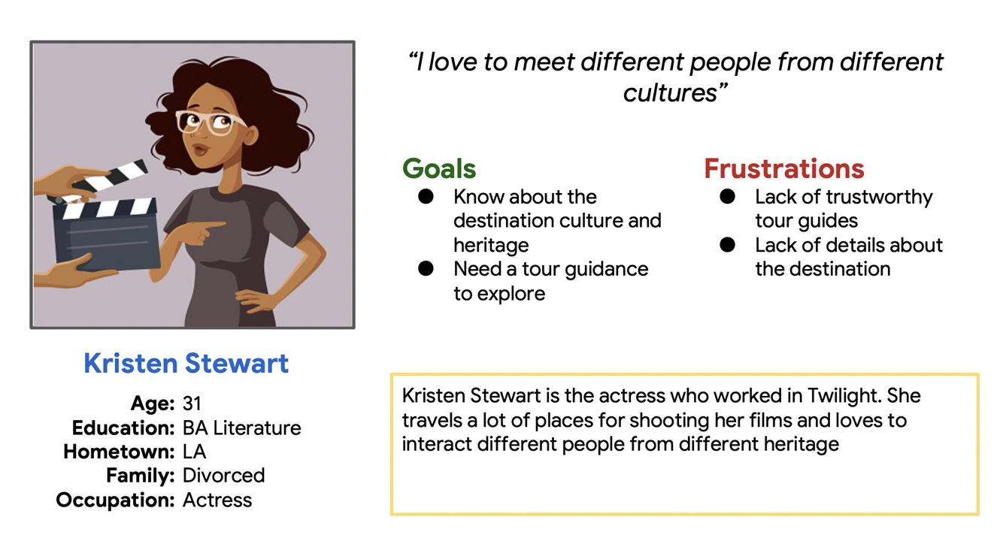 “I love to meet different people from different
cultures”
Goals
● Know about the
destination culture and
heritage
● Need a tour guidance
to explore
Frustrations
● Lack of trustworthy
tour guides
● Lack of details about
the destination
Kristen Stewart
Age: 31
Education: BA Literature
Hometown: LA
Family: Divorced
Occupation: Actress
Kristen Stewart is the actress who worked in Twilight. She
travels a lot of places for shooting her films and loves to
interact different people from different heritage